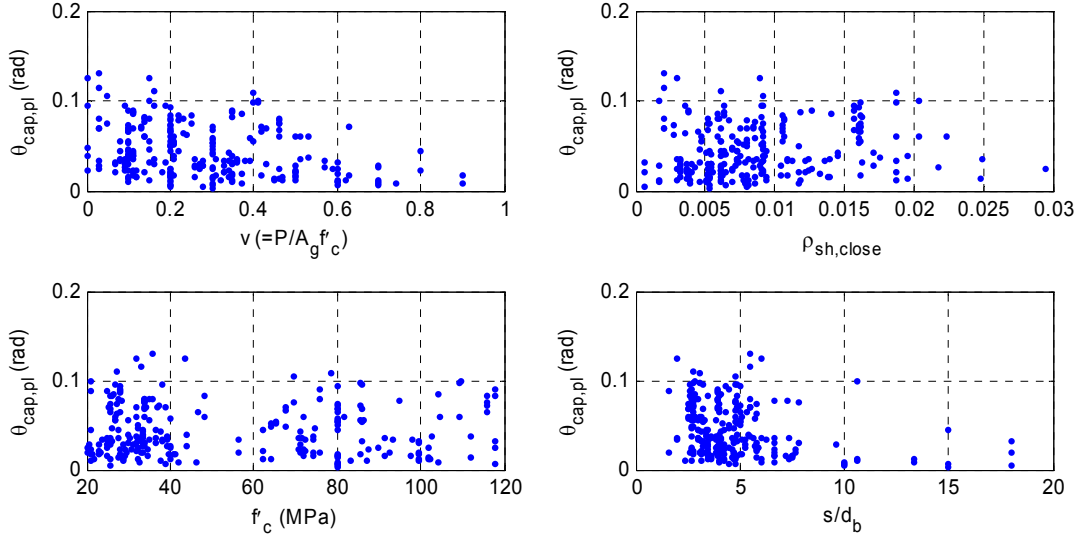 0.2
0.1
0
θcap,pl (rad)
0 0.2 0.4 0.6 0.8 1
v (=P/Agf'c)
0.2
0.1
0
θcap,pl (rad)
0 0.005 0.01 0.015 0.02 0.025 0.03
ρsh,close
0.2
0.1
0
θcap,pl (rad)
20 40 60 80 100 120
f'c (MPa)
0.2
0.1
0
θcap,pl (rad)
0 5 10 15 20
s/db